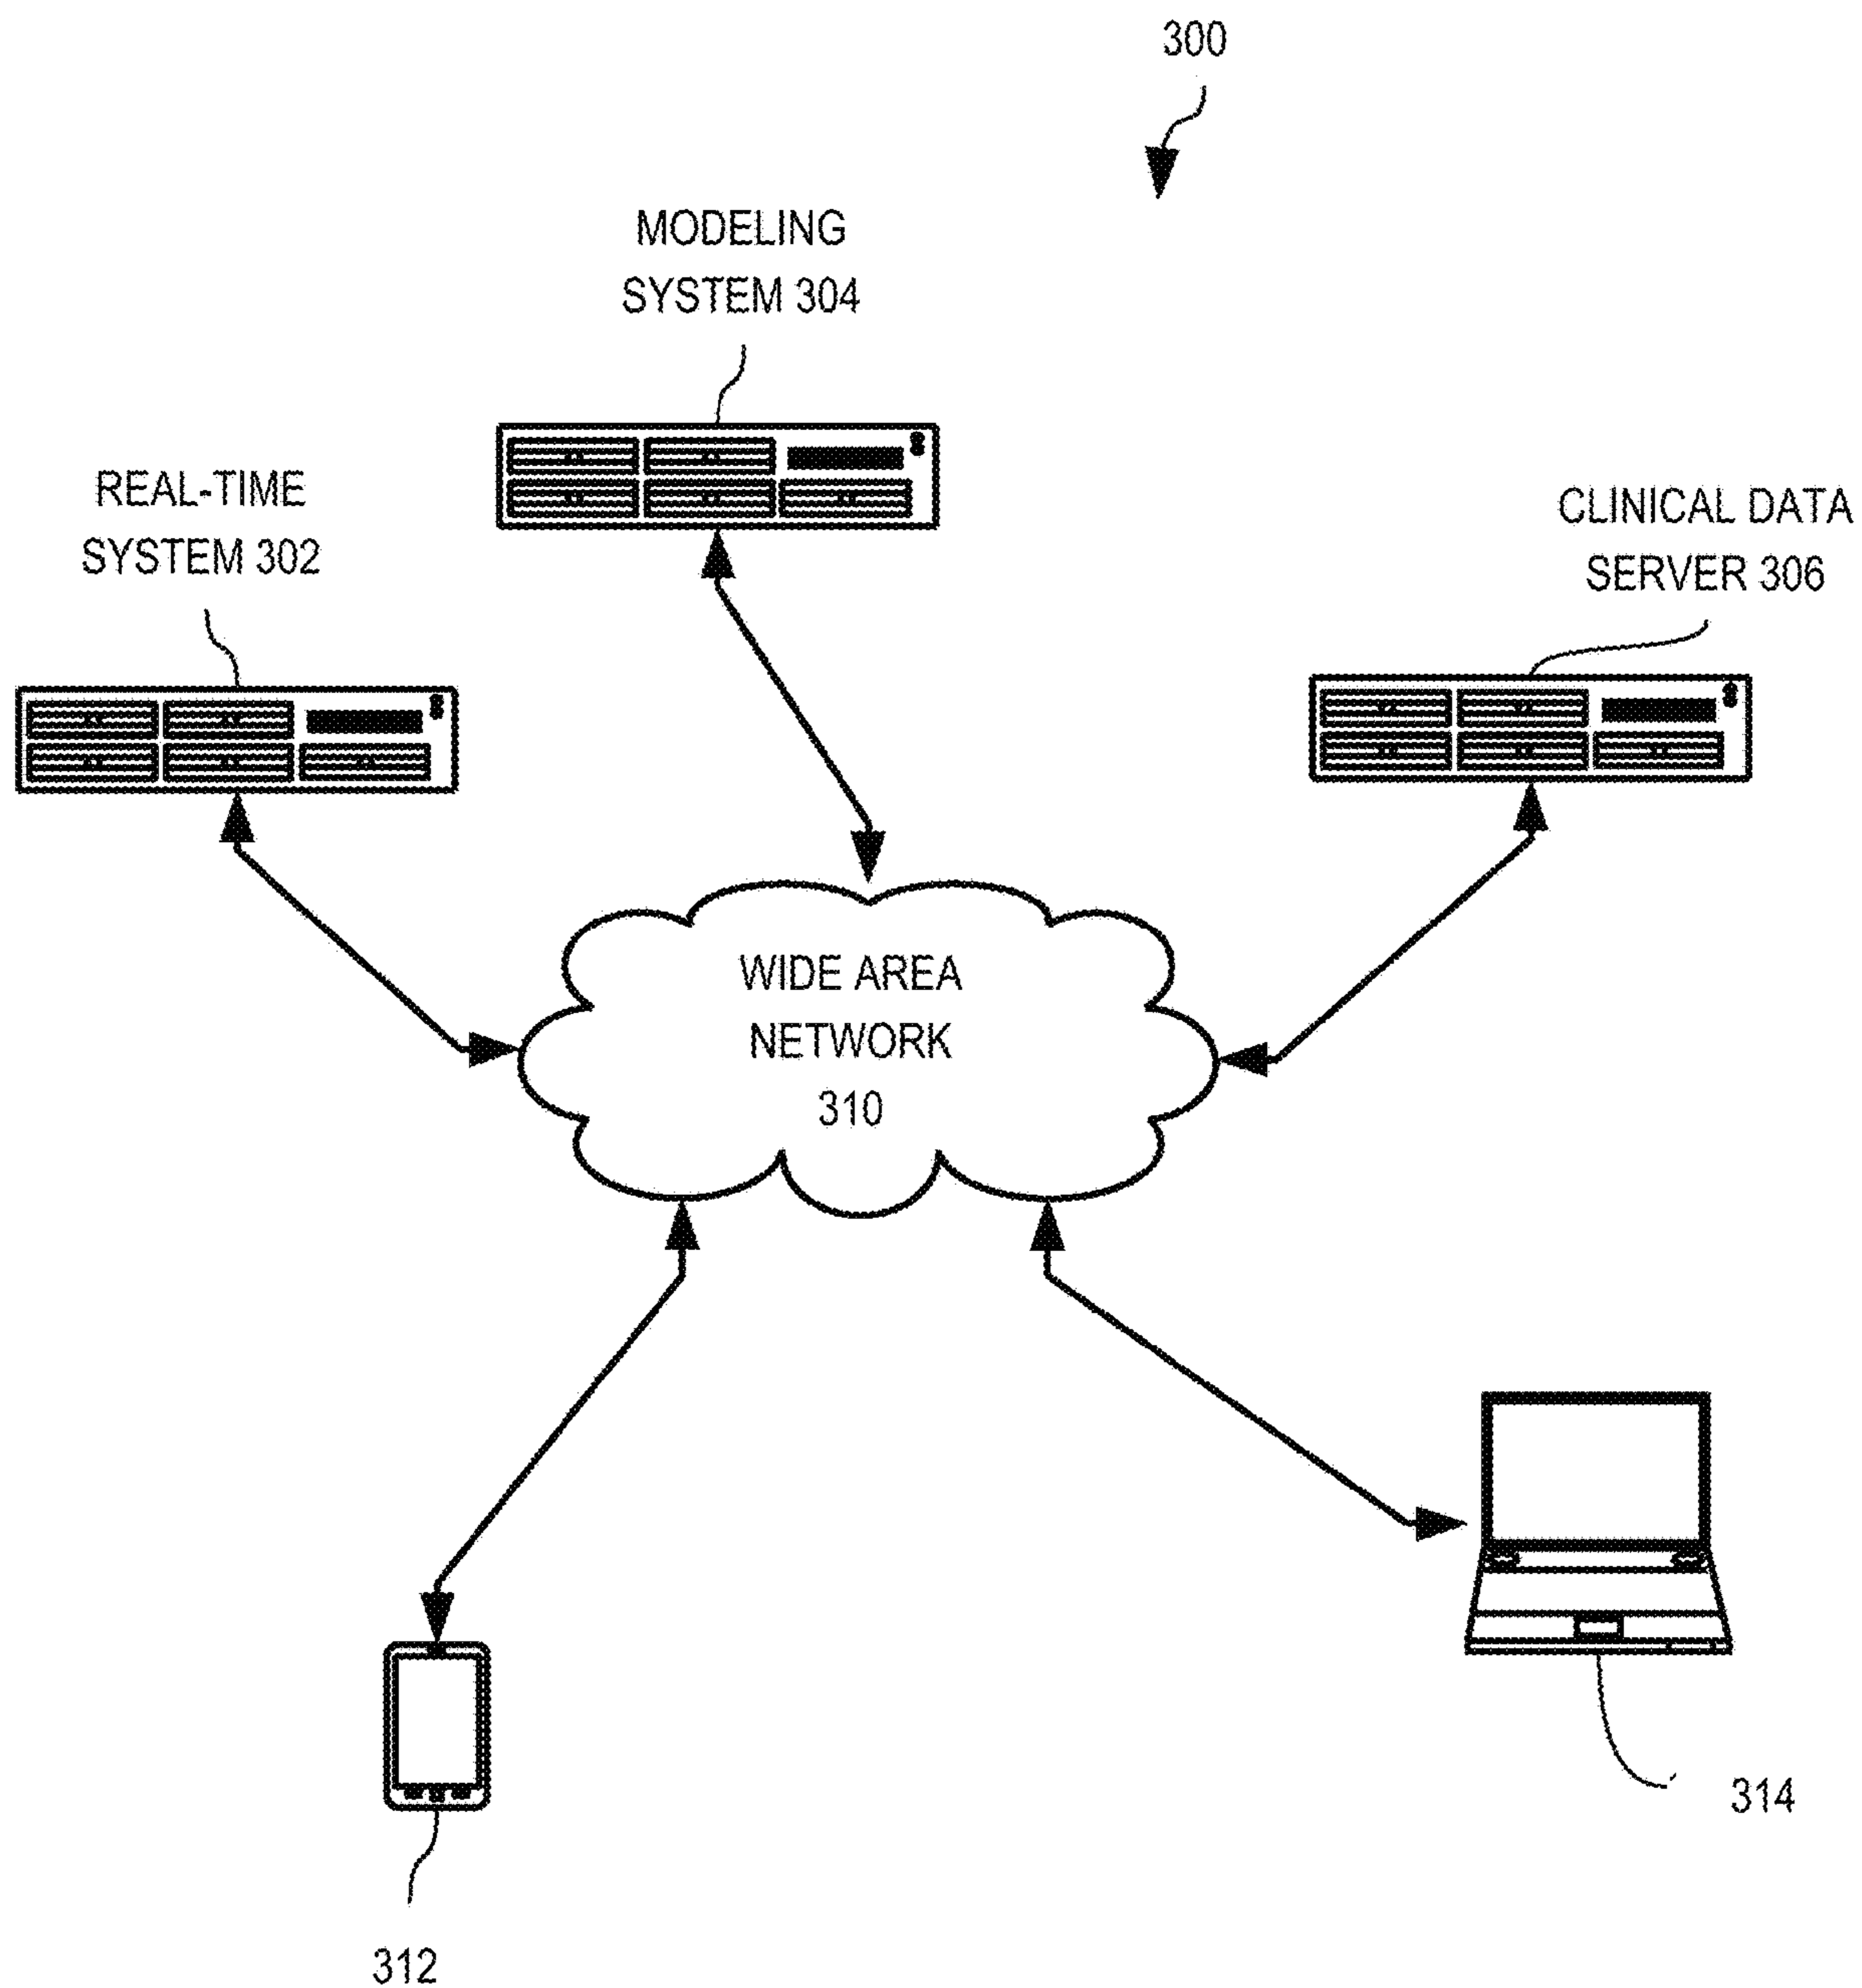 300
MODELING
SYSTEM 304
REAL-TIME
SYSTEM 302
CLINICAL DATA
SERVER 306
WIDE AREA
NETWORK
310
314
312